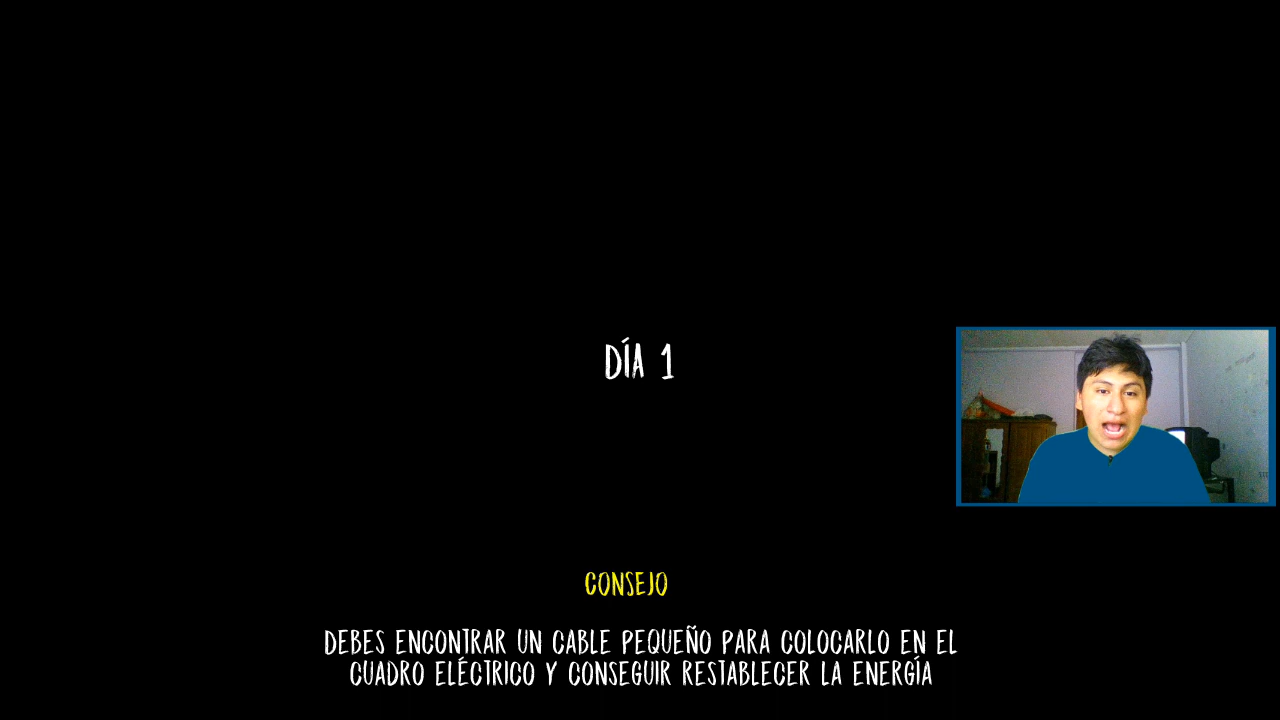 DÍA 1
CONSEJO
DEBES ENCONTRAR UN CABLE PEQUEÑO PARA COLOCARLO EN EL
CUADRO ELÉCTRICO Y CONSEGUIR RESTABLECER LA ENERGÍA